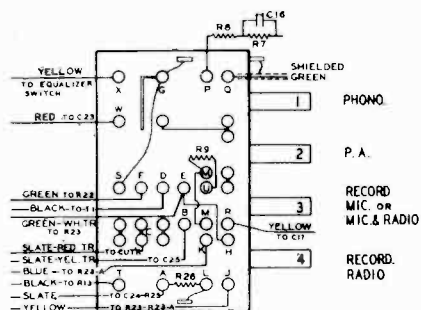 C16
R8
R7
YELLOW
TO EQUALIZER
SWITCH
X
G
P
Q
SHIELDED
GREEN
W
RED TO C23
1
PHONO.
2
P. A.
R9
M
U
S
F
D
E
GREEN TO R22
BLACK TO T1
GREEN-WH. TR.
TO R23
B
M
R
3
RECORD
MIC. OR
MIC. & RADIO
YELLOW
TO C17
SLATE-RED TR.
TO CUTR
C
SLATE-YEL. TR.
TO C25
K
H
BLUE TO R23
BLACK TO R13
T
A
R26
L
J
4
RECORD.
RADIO
SLATE TO C24-R25
YELLOW TO R23-R23-A